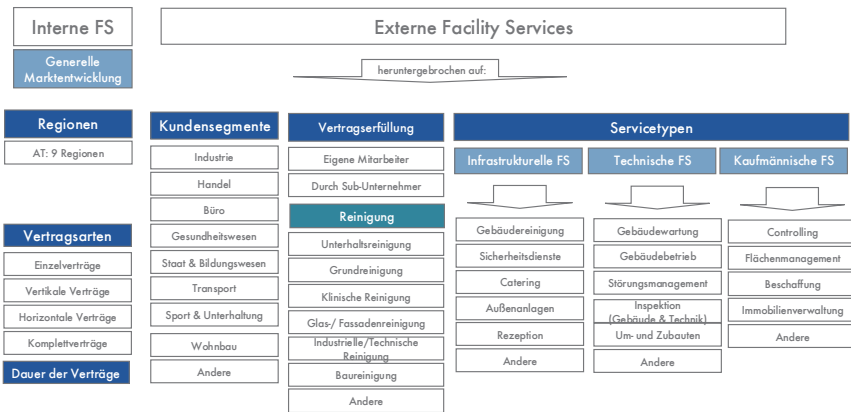 Interne FS
Externe Facility Services
Generelle
Marktentwicklung
heruntergebrochen auf:
Regionen
AT: 9 Regionen
Vertragsarten
Einzelverträge
Vertikale Verträge
Horizontale Verträge
Komplettverträge
Dauer der Verträge
Kundensegmente
Industrie
Handel
Büro
Gesundheitswesen
Staat & Bildungswesen
Transport
Sport & Unterhaltung
Wohnbau
Andere
Vertragserfüllung
Eigene Mitarbeiter
Durch Sub-Unternehmer
Reinigung
Unterhaltsreinigung
Grundreinigung
Klinische Reinigung
Glas-/ Fassadenreinigung
Industrielle/Technische
Reinigung
Baureinigung
Andere
Servicetypen
Infrastrukturelle FS
Gebäudereinigung
Sicherheitsdienste
Catering
Außenanlagen
Rezeption
Andere
Technische FS
Gebäudewartung
Gebäudebetrieb
Störungsmanagement
Inspektion
(Gebäude & Technik)
Um- und Zubauten
Andere
Kaufmännische FS
Controlling
Flächenmanagement
Beschaffung
Immobilienverwaltung
Andere